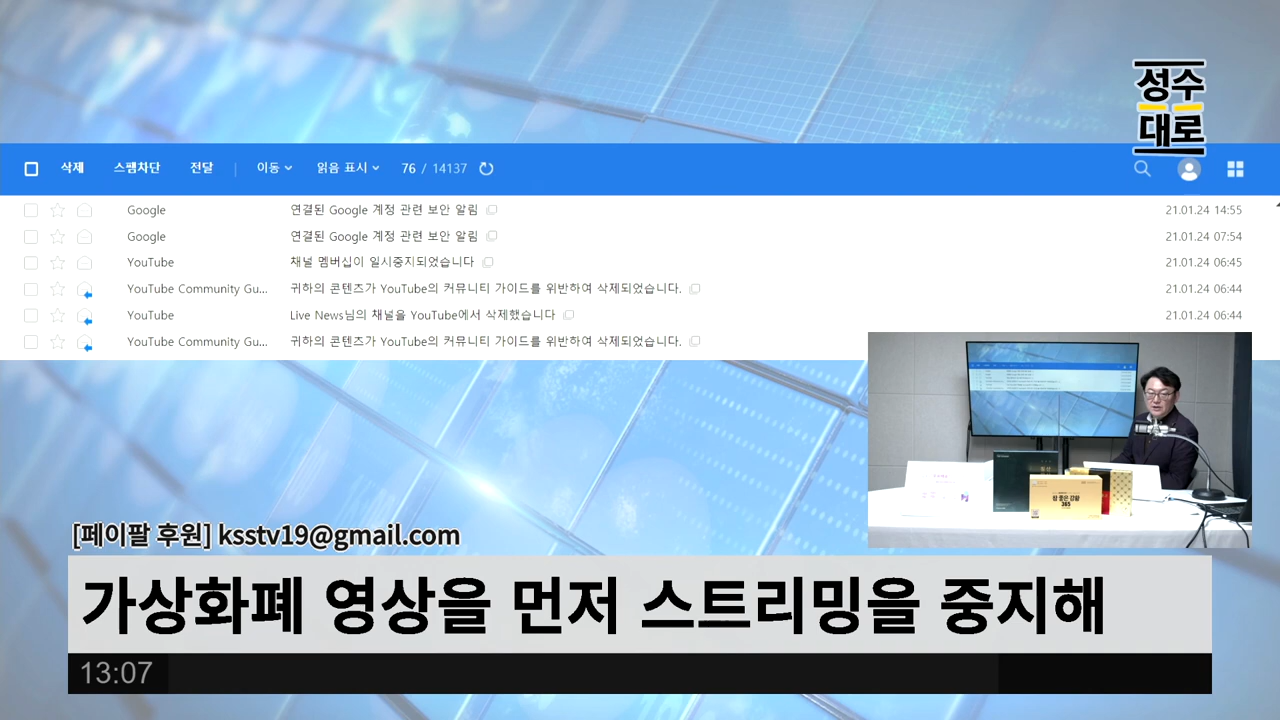 성수
대로
삭제 스팸차단 전달 | 이동 읽음 표시 76 / 14137
Google 연결된 Google 계정 관련 보안 알림 21.01.24 14:55
Google 연결된 Google 계정 관련 보안 알림 21.01.24 07:54
YouTube 채널 멤버십이 일시중지되었습니다 21.01.24 06:45
YouTube Community Gu... 귀하의 콘텐츠가 YouTube의 커뮤니티 가이드를 위반하여 삭제되었습니다. 21.01.24 06:44
YouTube Live News님의 채널을 YouTube에서 삭제했습니다 21.01.24 06:44
YouTube Community Gu... 귀하의 콘텐츠가 YouTube의 커뮤니티 가이드를 위반하여 삭제되었습니다.
365
[페이팔 후원] ksstv19@gmail.com
가상화폐 영상을 먼저 스트리밍을 중지해
13:07